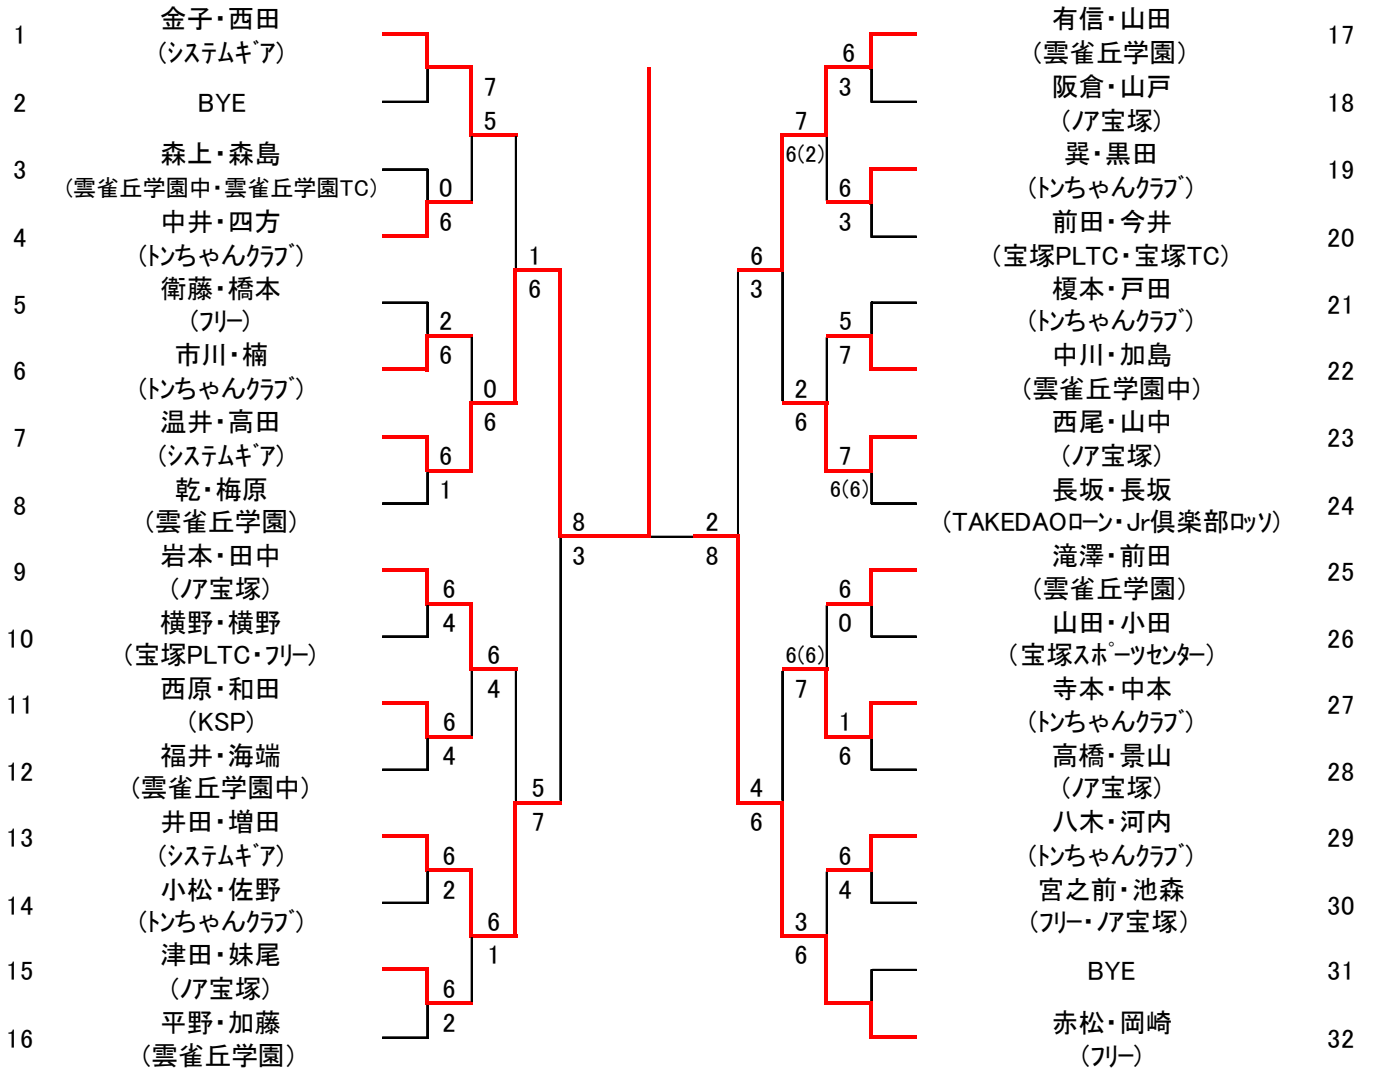 1
金子・西田
(システムギア)
2
BYE
7
5
3
森上・森島
(雲雀丘学園中・雲雀丘学園TC)
0
6
4
中井・四方
(トンちゃんクラブ)
1
6
5
衛藤・橋本
(フリー)
2
6
6
市川・楠
(トンちゃんクラブ)
0
6
7
温井・高田
(システムギア)
6
1
8
乾・梅原
(雲雀丘学園)
8
3
9
岩本・田中
(ノア宝塚)
6
4
10
横野・横野
(宝塚PLTC・フリー)
6
4
11
西原・和田
(KSP)
6
4
12
福井・海端
(雲雀丘学園中)
5
7
13
井田・増田
(システムギア)
6
2
14
小松・佐野
(トンちゃんクラブ)
6
1
15
津田・妹尾
(ノア宝塚)
6
2
16
平野・加藤
(雲雀丘学園)
有信・山田
(雲雀丘学園)
17
6
3
阪倉・山戸
(ノア宝塚)
18
7
6(2)
巽・黒田
(トンちゃんクラブ)
19
6
3
前田・今井
(宝塚PLTC・宝塚TC)
20
6
3
榎本・戸田
(トンちゃんクラブ)
21
5
7
中川・加島
(雲雀丘学園中)
22
2
6
西尾・山中
(ノア宝塚)
23
7
6(6)
長坂・長坂
(TAKEDAOローン・Jr倶楽部ロッソ)
24
2
8
滝澤・前田
(雲雀丘学園)
25
6
0
山田・小田
(宝塚スポーツセンター)
26
6(6)
7
寺本・中本
(トンちゃんクラブ)
27
1
6
高橋・景山
(ノア宝塚)
28
4
6
八木・河内
(トンちゃんクラブ)
29
6
4
宮之前・池森
(フリー・ノア宝塚)
30
3
6
BYE
31
赤松・岡崎
(フリー)
32